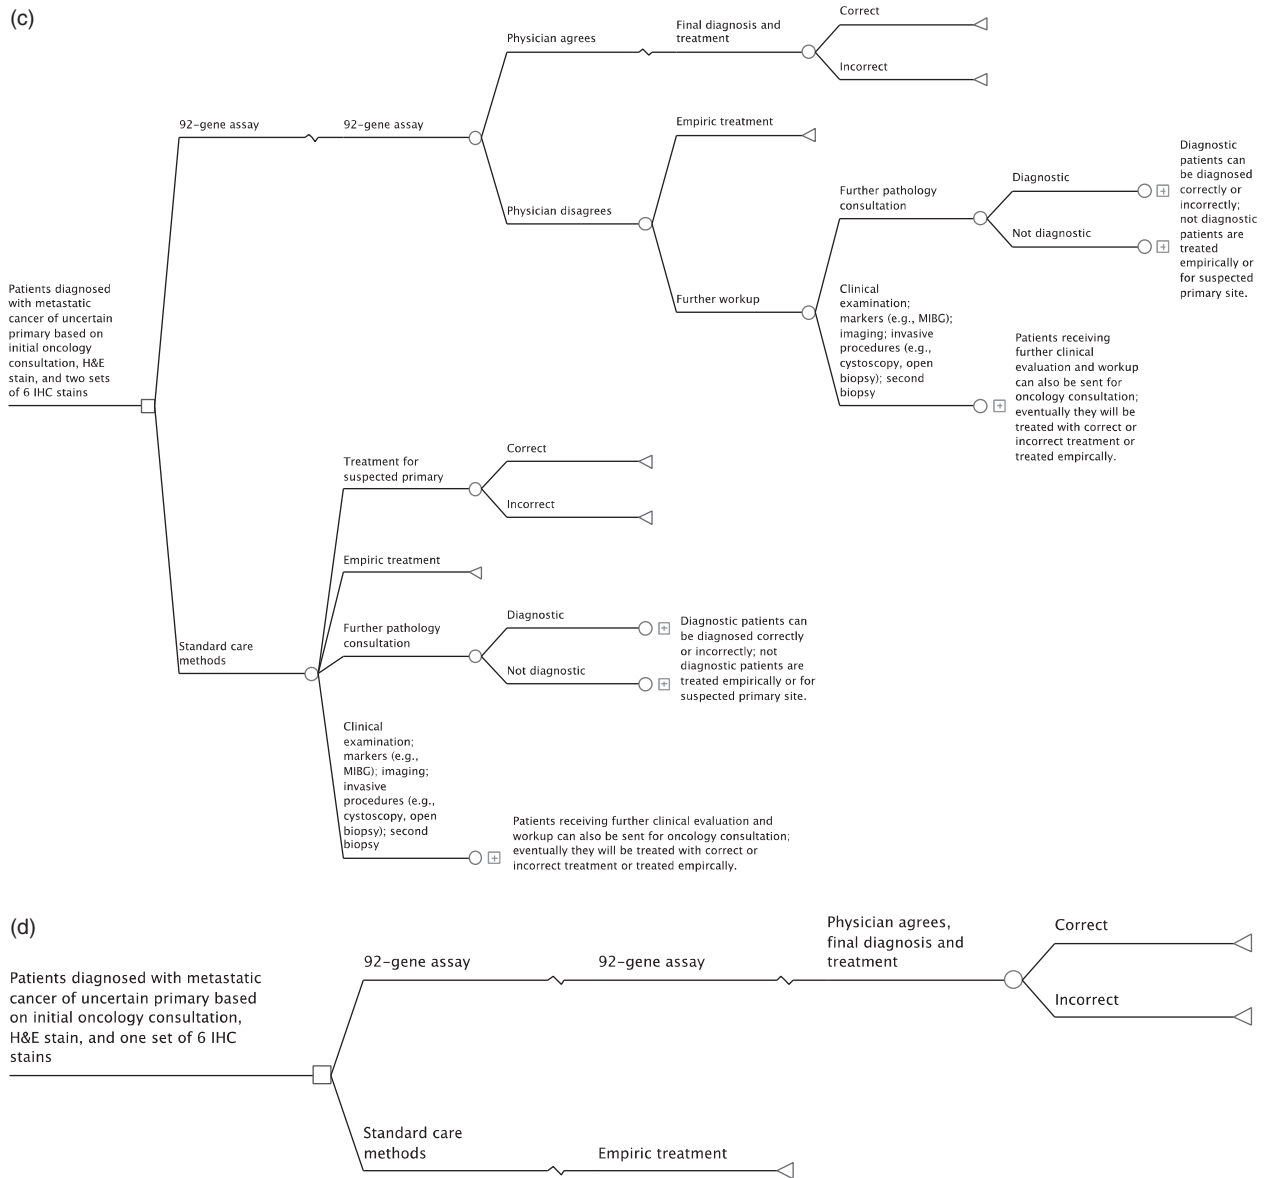 (c)
Correct
Final diagnosis and
treatment
Physician agrees
Incorrect
92-gene assay
92-gene assay
Empiric treatment
Physician disagrees
Further pathology
consultation
Diagnostic
Not diagnostic
Diagnostic
patients can
be diagnosed
correctly or
incorrectly;
not diagnostic
patients are
treated
empirically or
for suspected
primary site.
Further workup
Clinical
examination;
markers (e.g., MIBG);
imaging; invasive
procedures (e.g.,
cystoscopy, open
biopsy); second
biopsy
Patients receiving
further clinical
evaluation and workup
can also be sent for
oncology consultation;
eventually they will be
treated with correct or
incorrect treatment or
treated empircally.
Patients diagnosed
with metastatic
cancer of uncertain
primary based on
initial oncology
consultation, H&E
stain, and two sets
of 6 IHC stains
Treatment for
suspected primary
Correct
Incorrect
Empiric treatment
Standard care
methods
Further pathology
consultation
Diagnostic
Not diagnostic
Diagnostic patients can
be diagnosed correctly
or incorrectly; not
diagnostic patients are
treated empirically or for
suspected primary site.
Clinical
examination;
markers (e.g.,
MIBG); imaging;
invasive
procedures (e.g.,
cystoscopy, open
biopsy); second
biopsy
Patients receiving further clinical evaluation and
workup can also be sent for oncology consultation;
eventually they will be treated with correct or
incorrect treatment or treated empircally.
(d)
Patients diagnosed with metastatic
cancer of uncertain primary based
on initial oncology consultation,
H&E stain, and one set of 6 IHC
stains
92-gene assay
92-gene assay
Physician agrees,
final diagnosis and
treatment
Correct
Incorrect
Standard care
methods
Empiric treatment